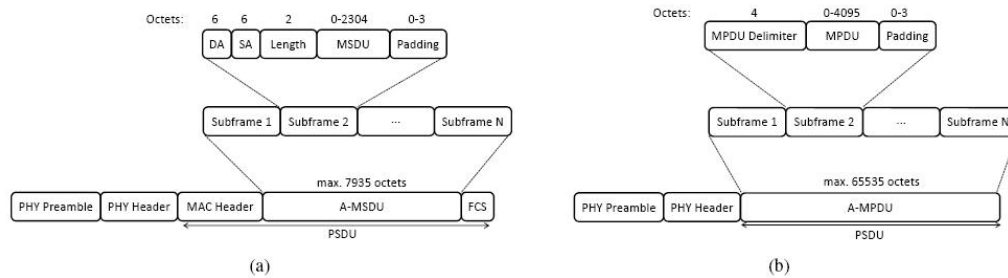 Octets: 6 6 2 0-2304 0-3
DA SA Length MSDU Padding
Subframe 1 Subframe 2 ... Subframe N
max. 7935 octets
PHY Preamble PHY Header MAC Header A-MSDU FCS
PSDU
(a)
Octets: 4 0-4095 0-3
MPDU Delimiter MPDU Padding
Subframe 1 Subframe 2 ... Subframe N
max. 65535 octets
PHY Preamble PHY Header A-MPDU
PSDU
(b)